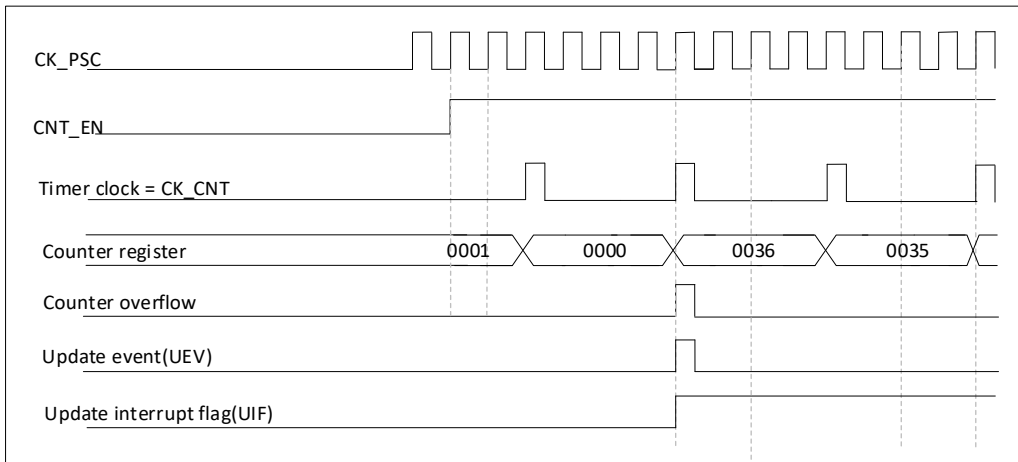 CK_PSC
CNT_EN
Timer clock = CK_CNT
Counter register 0001 0000 0036 0035
Counter overflow
Update event(UEV)
Update interrupt flag(UIF)